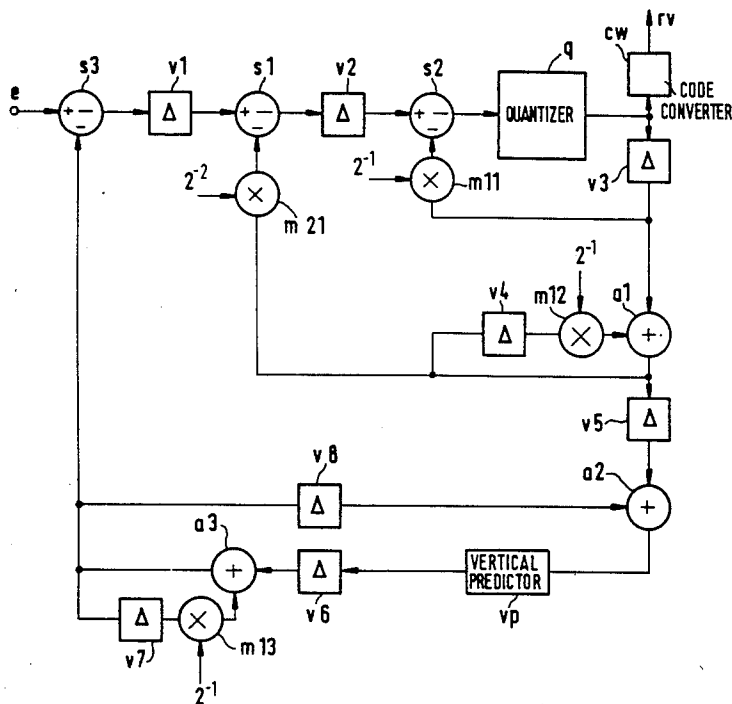 rv
cw
e
s3
v1
s1
v2
s2
q
Δ
Δ
QUANTIZER
CODE
CONVERTER
+ −
−
+ −
−
+ −
−
2⁻²
×
m 21
2⁻¹
×
m11
Δ
v3
2⁻¹
v4
m12
a1
Δ
×
+
Δ
v5
v8
Δ
a2
+
a3
+
Δ
v6
VERTICAL
PREDICTOR
vp
Δ
v7
×
m13
2⁻¹